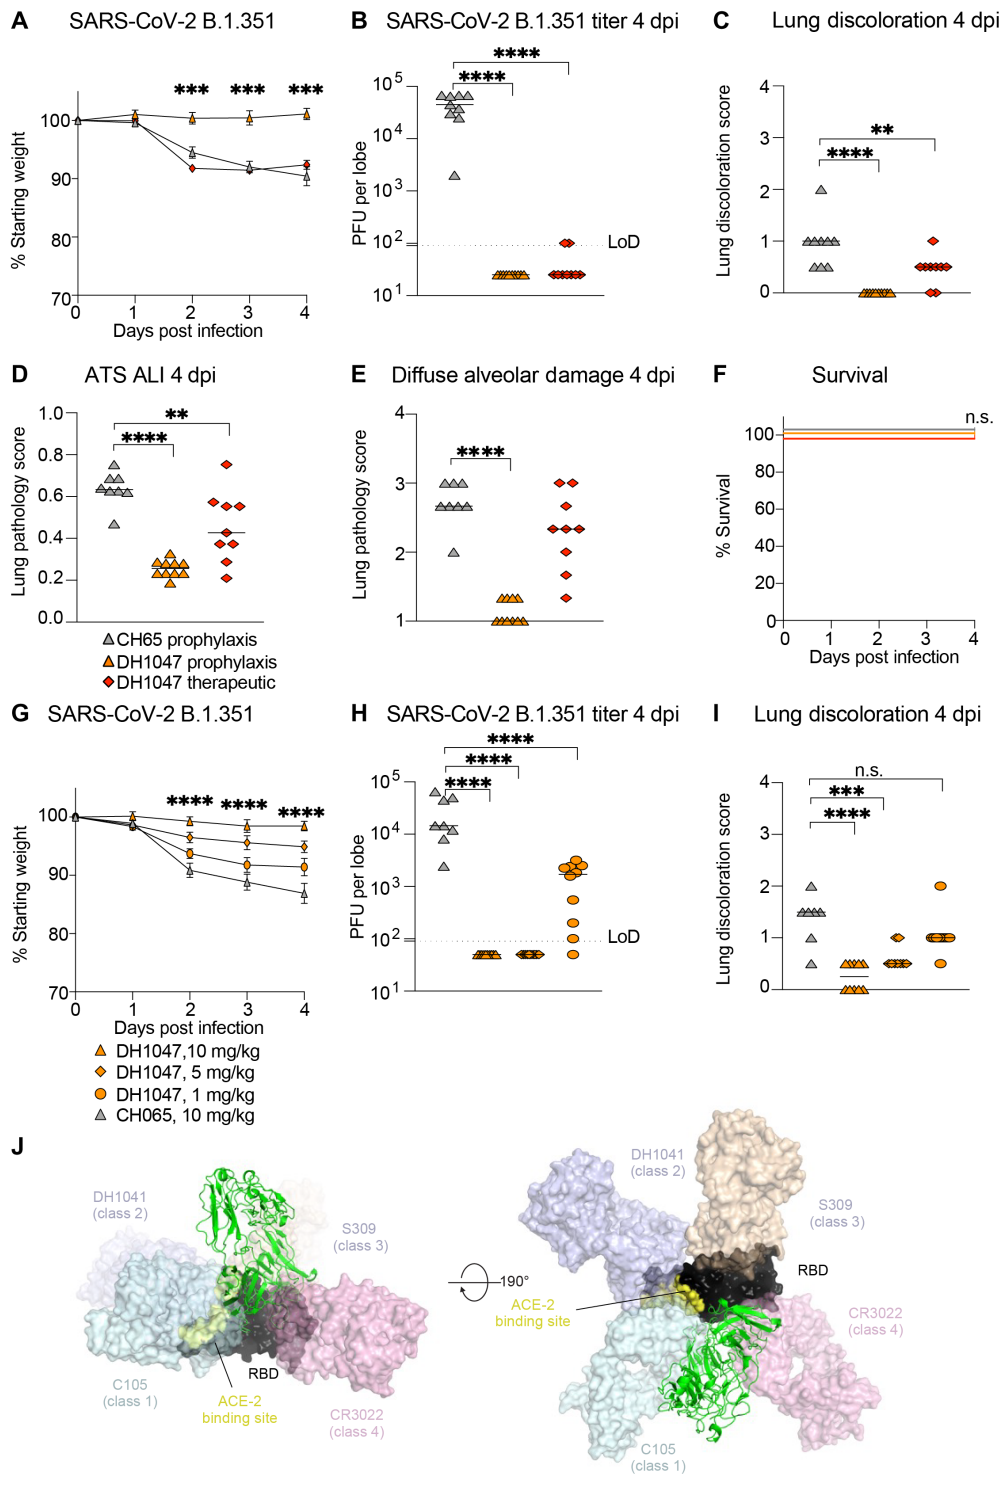 A SARS-CoV-2 B.1.351
% Starting weight
100
90
80
70
*** *** ***
0 1 2 3 4
Days post infection
B SARS-CoV-2 B.1.351 titer 4 dpi
PFU per lobe
10^5
10^4
10^3
10^2
10^1
****
****
LoD
C Lung discoloration 4 dpi
Lung discoloration score
4
3
2
1
0
**
****
D ATS ALI 4 dpi
Lung pathology score
1.0
0.8
0.6
0.4
0.2
0.0
**
****
CH65 prophylaxis
DH1047 prophylaxis
DH1047 therapeutic
E Diffuse alveolar damage 4 dpi
Lung pathology score
4
3
2
1
****
F Survival
n.s.
% Survival
100
80
60
40
20
0
0 1 2 3 4
Days post infection
G SARS-CoV-2 B.1.351
% Starting weight
100
90
80
70
**** **** ****
0 1 2 3 4
Days post infection
DH1047,10 mg/kg
DH1047, 5 mg/kg
DH1047, 1 mg/kg
CH065, 10 mg/kg
H SARS-CoV-2 B.1.351 titer 4 dpi
PFU per lobe
10^5
10^4
10^3
10^2
10^1
****
****
****
LoD
I Lung discoloration 4 dpi
Lung discoloration score
4
3
2
1
0
n.s.
***
****
J
DH1041
(class 2)
S309
(class 3)
C105
(class 1)
RBD
ACE-2
binding site
CR3022
(class 4)
190°
DH1041
(class 2)
S309
(class 3)
RBD
ACE-2
binding site
CR3022
(class 4)
C105
(class 1)